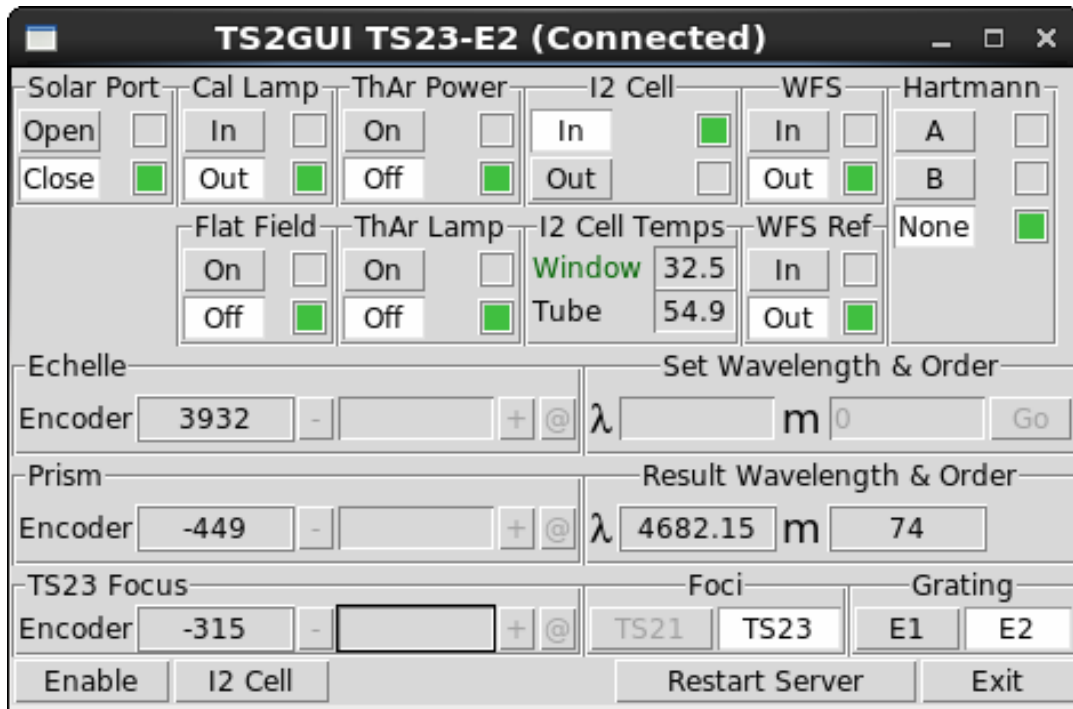 TS2GUI TS23-E2 (Connected)
Solar Port Cal Lamp ThAr Power I2 Cell WFS Hartmann
Open In On In In A
Close Out Off Out Out B
Flat Field ThAr Lamp I2 Cell Temps WFS Ref None
On On Window 32.5 In
Off Off Tube 54.9 Out
Echelle Set Wavelength & Order
Encoder 3932 - + @ λ m 0 Go
Prism Result Wavelength & Order
Encoder -449 - + @ λ 4682.15 m 74
TS23 Focus Foci Grating
Encoder -315 - + @ TS21 TS23 E1 E2
Enable I2 Cell Restart Server Exit